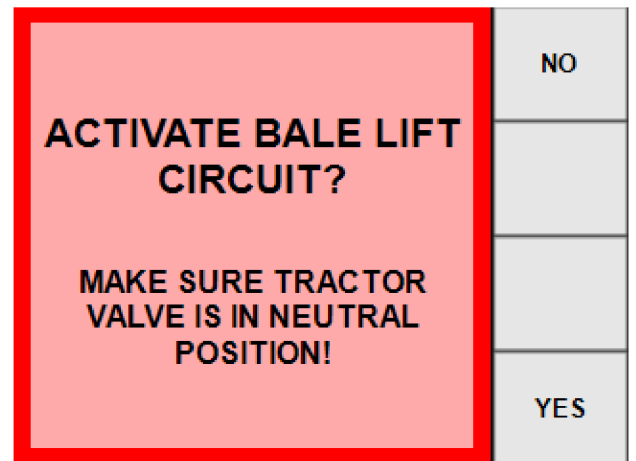 ACTIVATE BALE LIFT
CIRCUIT?
MAKE SURE TRACTOR
VALVE IS IN NEUTRAL
POSITION!
NO
YES